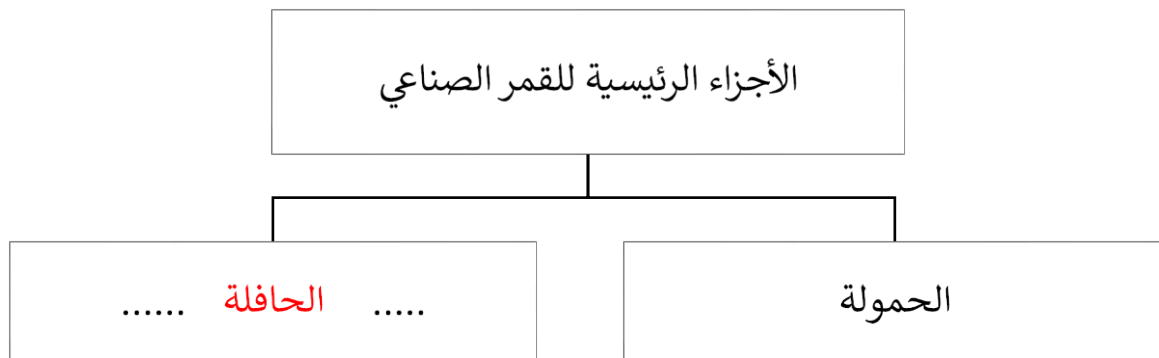 الأجزاء الرئيسية للقمر الصناعي
الحمولة
..... الحافلة ......